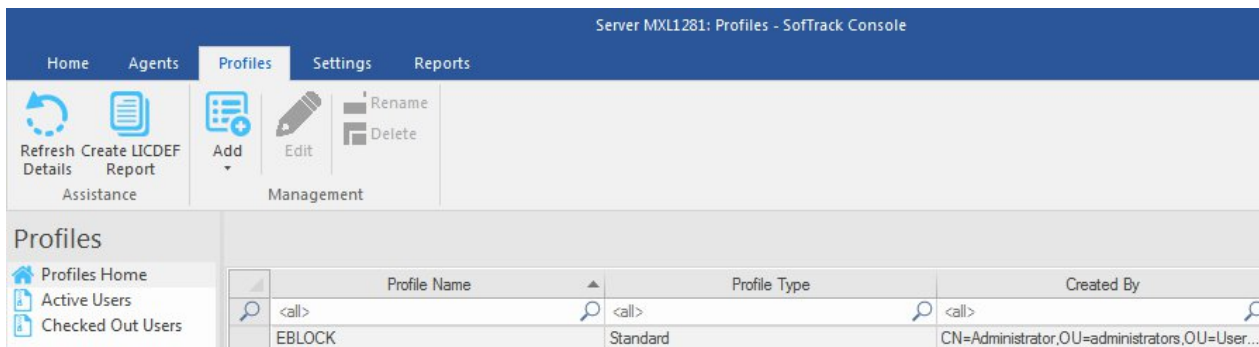 Server MXL1281: Profiles - SofTrack Console
Home Agents Profiles Settings Reports
Refresh Details
Create LICDEF Report
Add
Edit
Rename
Delete
Assistance Management
Profiles
Profiles Home
Active Users
Checked Out Users
Profile Name Profile Type Created By
<all> <all> <all>
EBLOCK Standard CN=Administrator,OU=administrators,OU=User...